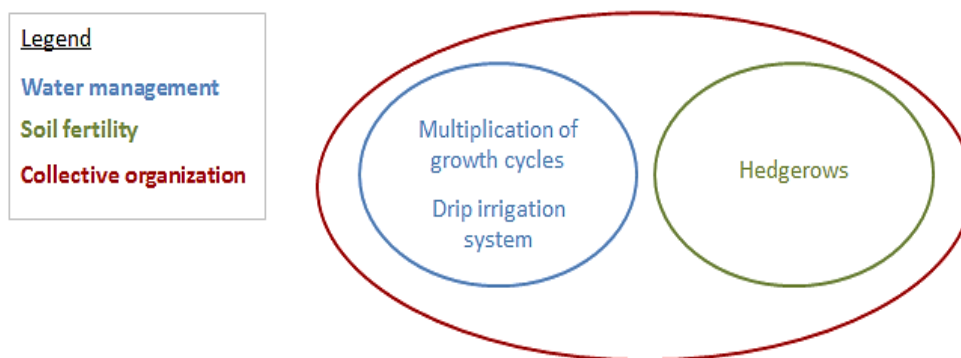 Legend
Water management
Soil fertility
Collective organization
Multiplication of
growth cycles
Drip irrigation
system
Hedgerows